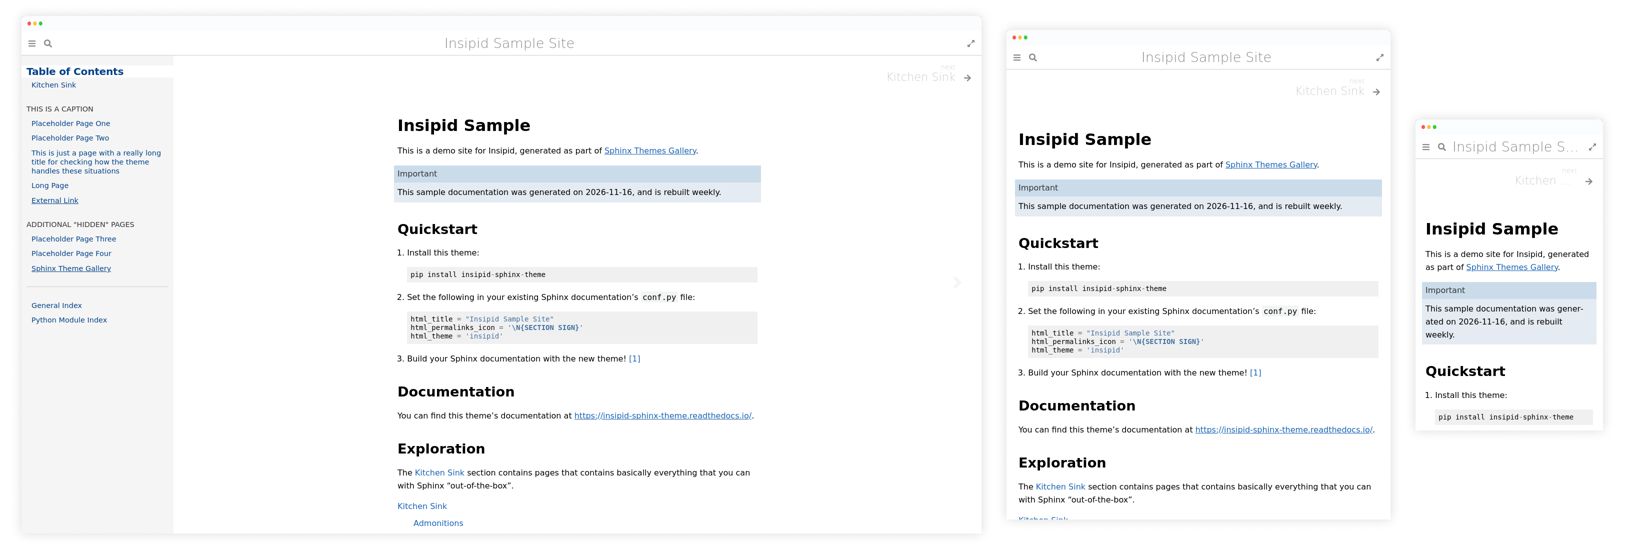 Insipid Sample Site
Table of Contents
Kitchen Sink
THIS IS A CAPTION
Placeholder Page One
Placeholder Page Two
This is just a page with a really long
title for checking how the theme
handles these situations
Long Page
External Link
ADDITIONAL "HIDDEN" PAGES
Placeholder Page Three
Placeholder Page Four
Sphinx Theme Gallery
General Index
Python Module Index
next
Kitchen Sink →
Insipid Sample
This is a demo site for Insipid, generated as part of Sphinx Themes Gallery.
Important
This sample documentation was generated on 2026-11-16, and is rebuilt weekly.
Quickstart
1. Install this theme:
pip install insipid-sphinx-theme
2. Set the following in your existing Sphinx documentation’s conf.py file:
html_title = "Insipid Sample Site"
html_permalinks_icon = '\N{SECTION SIGN}'
html_theme = 'insipid'
3. Build your Sphinx documentation with the new theme! [1]
Documentation
You can find this theme’s documentation at https://insipid-sphinx-theme.readthedocs.io/.
Exploration
The Kitchen Sink section contains pages that contains basically everything that you can
with Sphinx “out-of-the-box”.
Kitchen Sink
Admonitions
Insipid Sample Site
next
Kitchen Sink →
Insipid Sample
This is a demo site for Insipid, generated as part of Sphinx Themes Gallery.
Important
This sample documentation was generated on 2026-11-16, and is rebuilt weekly.
Quickstart
1. Install this theme:
pip install insipid-sphinx-theme
2. Set the following in your existing Sphinx documentation’s conf.py file:
html_title = "Insipid Sample Site"
html_permalinks_icon = '\N{SECTION SIGN}'
html_theme = 'insipid'
3. Build your Sphinx documentation with the new theme! [1]
Documentation
You can find this theme’s documentation at https://insipid-sphinx-theme.readthedocs.io/.
Exploration
The Kitchen Sink section contains pages that contains basically everything that you can
with Sphinx “out-of-the-box”.
Kitchen Sink
Insipid Sample S…
next
Kitchen … →
Insipid Sample
This is a demo site for Insipid, generated
as part of Sphinx Themes Gallery.
Important
This sample documentation was gener-
ated on 2026-11-16, and is rebuilt
weekly.
Quickstart
1. Install this theme:
pip install insipid-sphinx-theme